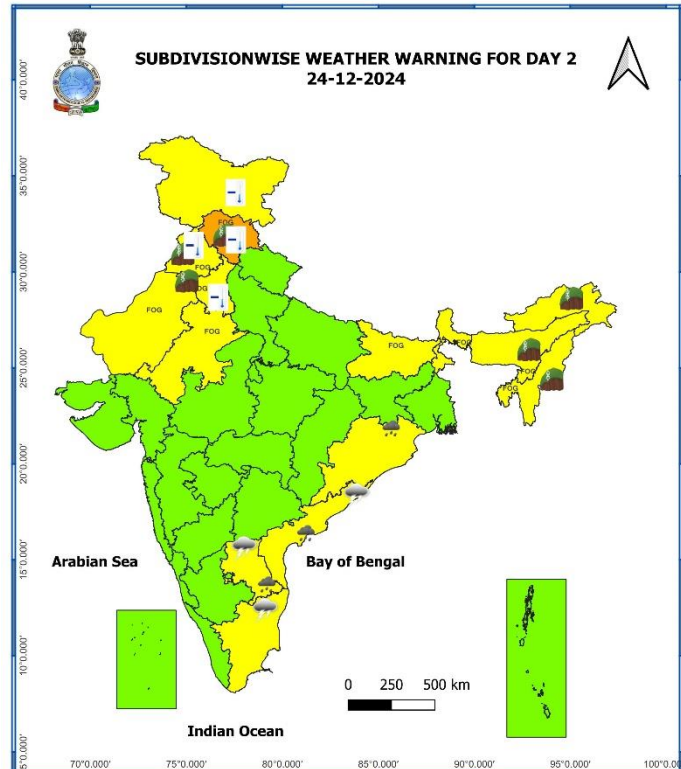 SUBDIVISIONWISE WEATHER WARNING FOR DAY 2
24-12-2024
40°0.000'
35°0.000'
30°0.000'
25°0.000'
20°0.000'
15°0.000'
10°0.000'
5°0.000'
FOG
FOG
FOG
FOG
FOG
FOG
FOG
FOG
Arabian Sea
Bay of Bengal
0 250 500 km
Indian Ocean
70°0.000' 75°0.000' 80°0.000' 85°0.000' 90°0.000' 95°0.000'